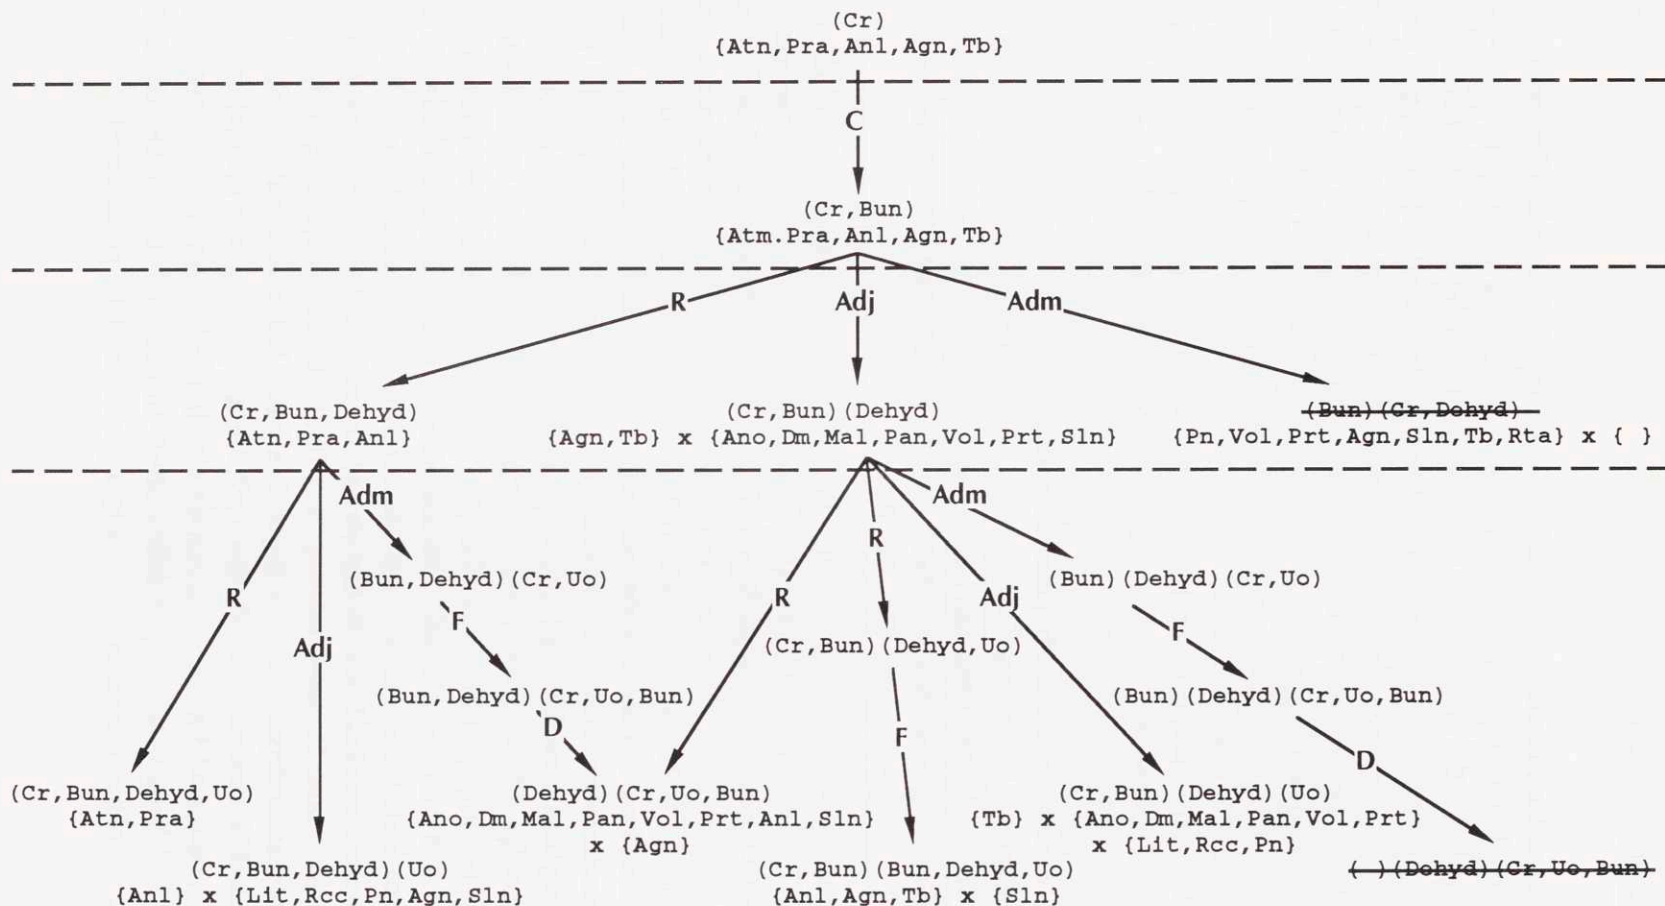 (Cr)
{Atn,Pra,Anl,Agn,Tb}
C
(Cr,Bun)
{Atm.Pra,Anl,Agn,Tb}
R Adj Adm
(Cr,Bun,Dehyd) (Cr,Bun)(Dehyd) (Bun)(Cr,Dehyd)
{Atn,Pra,Anl} {Agn,Tb} x {Ano,Dm,Mal,Pan,Vol,Prt,Sln} {Pn,Vol,Prt,Agn,Sln,Tb,Rta} x { }
Adm Adm
R
(Bun,Dehyd)(Cr,Uo) (Bun)(Dehyd)(Cr,Uo)
R R Adj
F F
Adj (Cr,Bun)(Dehyd,Uo)
(Bun,Dehyd)(Cr,Uo,Bun) (Bun)(Dehyd)(Cr,Uo,Bun)
D F D
(Cr,Bun,Dehyd,Uo) (Dehyd)(Cr,Uo,Bun) (Cr,Bun)(Dehyd)(Uo)
{Atn,Pra} {Ano,Dm,Mal,Pan,Vol,Prt,Anl,Sln} {Tb} x {Ano,Dm,Mal,Pan,Vol,Prt}
x {Agn} x {Lit,Rcc,Pn}
(Cr,Bun,Dehyd)(Uo) (Cr,Bun)(Bun,Dehyd,Uo) ( )(Dehyd)(Cr,Uo,Bun)
{Anl} x {Lit,Rcc,Pn,Agn,Sln} {Anl,Agn,Tb} x {Sln}